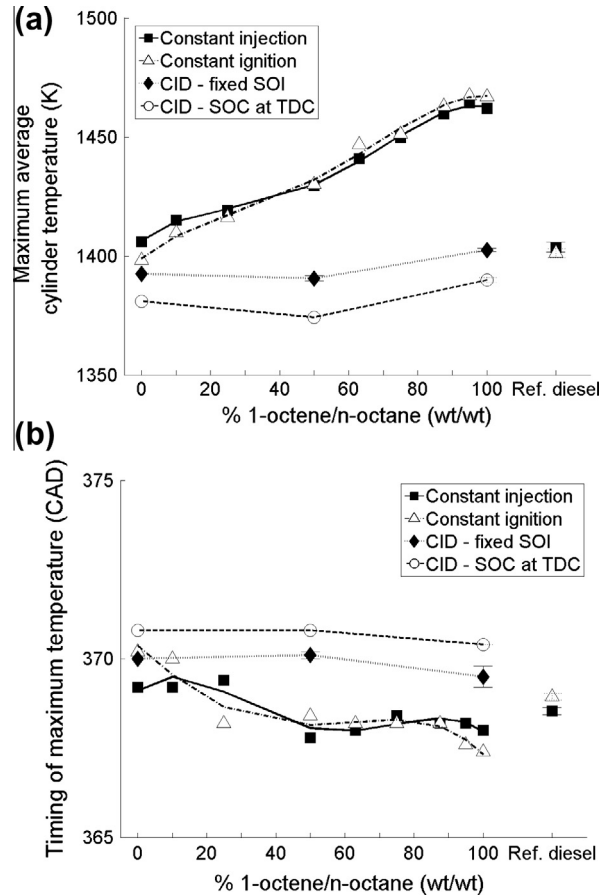 (a)
1500
Constant injection
Constant ignition
CID - fixed SOI
CID - SOC at TDC
1450
1400
1350
Maximum average
cylinder temperature (K)
0 20 40 60 80 100 Ref. diesel
% 1-octene/n-octane (wt/wt)
(b)
375
Constant injection
Constant ignition
CID - fixed SOI
CID - SOC at TDC
370
365
Timing of maximum temperature (CAD)
0 20 40 60 80 100 Ref. diesel
% 1-octene/n-octane (wt/wt)